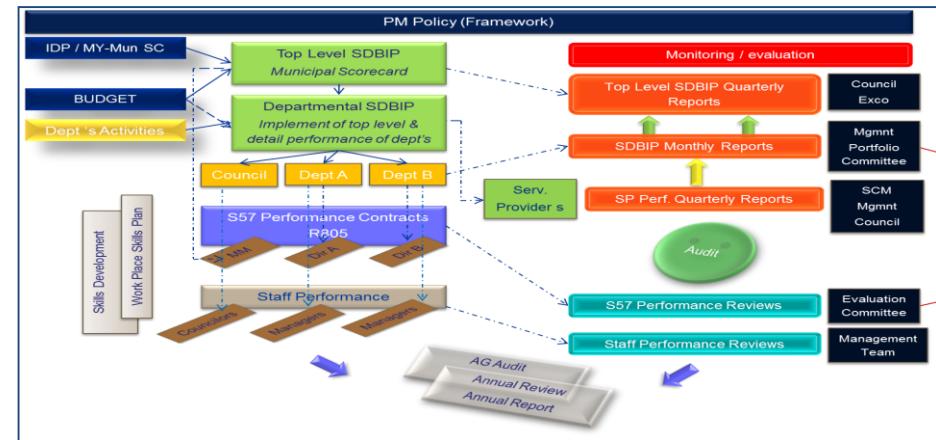 PM Policy (Framework)
IDP / MY-Mun SC
BUDGET
Dept 's Activities
Top Level SDBIP
Municipal Scorecard
Departmental SDBIP
Implement of top level &
detail performance of dept's
Council
Dept A
Dept B
Serv.
Provider s
S57 Performance Contracts
R805
MM
Dir A
Dir B
Staff Performance
Councilors
Managers
Managers
Skills Development
Work Place Skills Plan
Monitoring / evaluation
Top Level SDBIP Quarterly
Reports
Council
Exco
SDBIP Monthly Reports
Mgmnt
Portfolio
Committee
SP Perf. Quarterly Reports
SCM
Mgmnt
Council
Audit
S57 Performance Reviews
Evaluation
Committee
Staff Performance Reviews
Management
Team
AG Audit
Annual Review
Annual Report